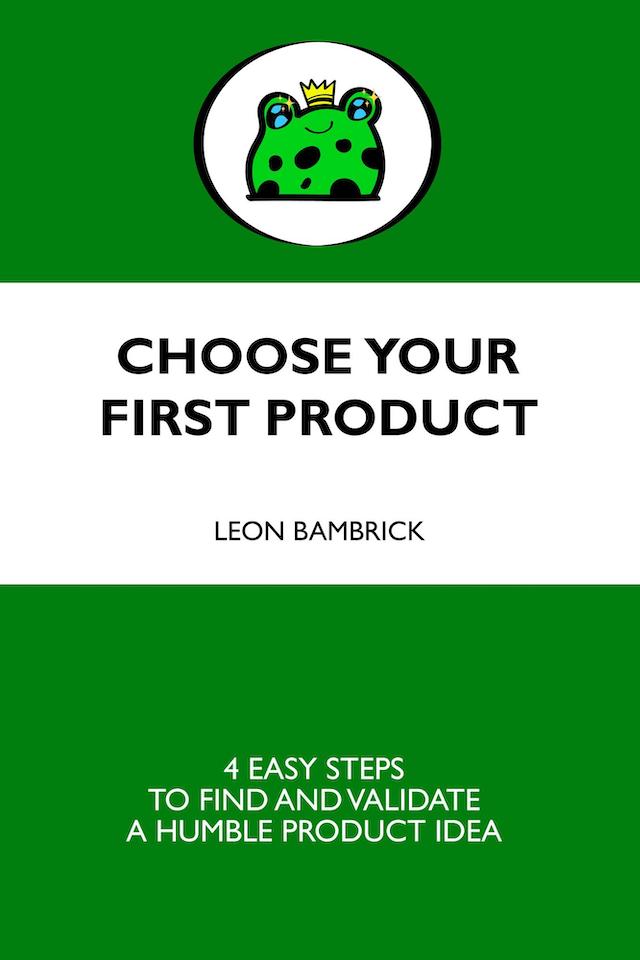 CHOOSE YOUR
FIRST PRODUCT
LEON BAMBRICK
4 EASY STEPS
TO FIND AND VALIDATE
A HUMBLE PRODUCT IDEA